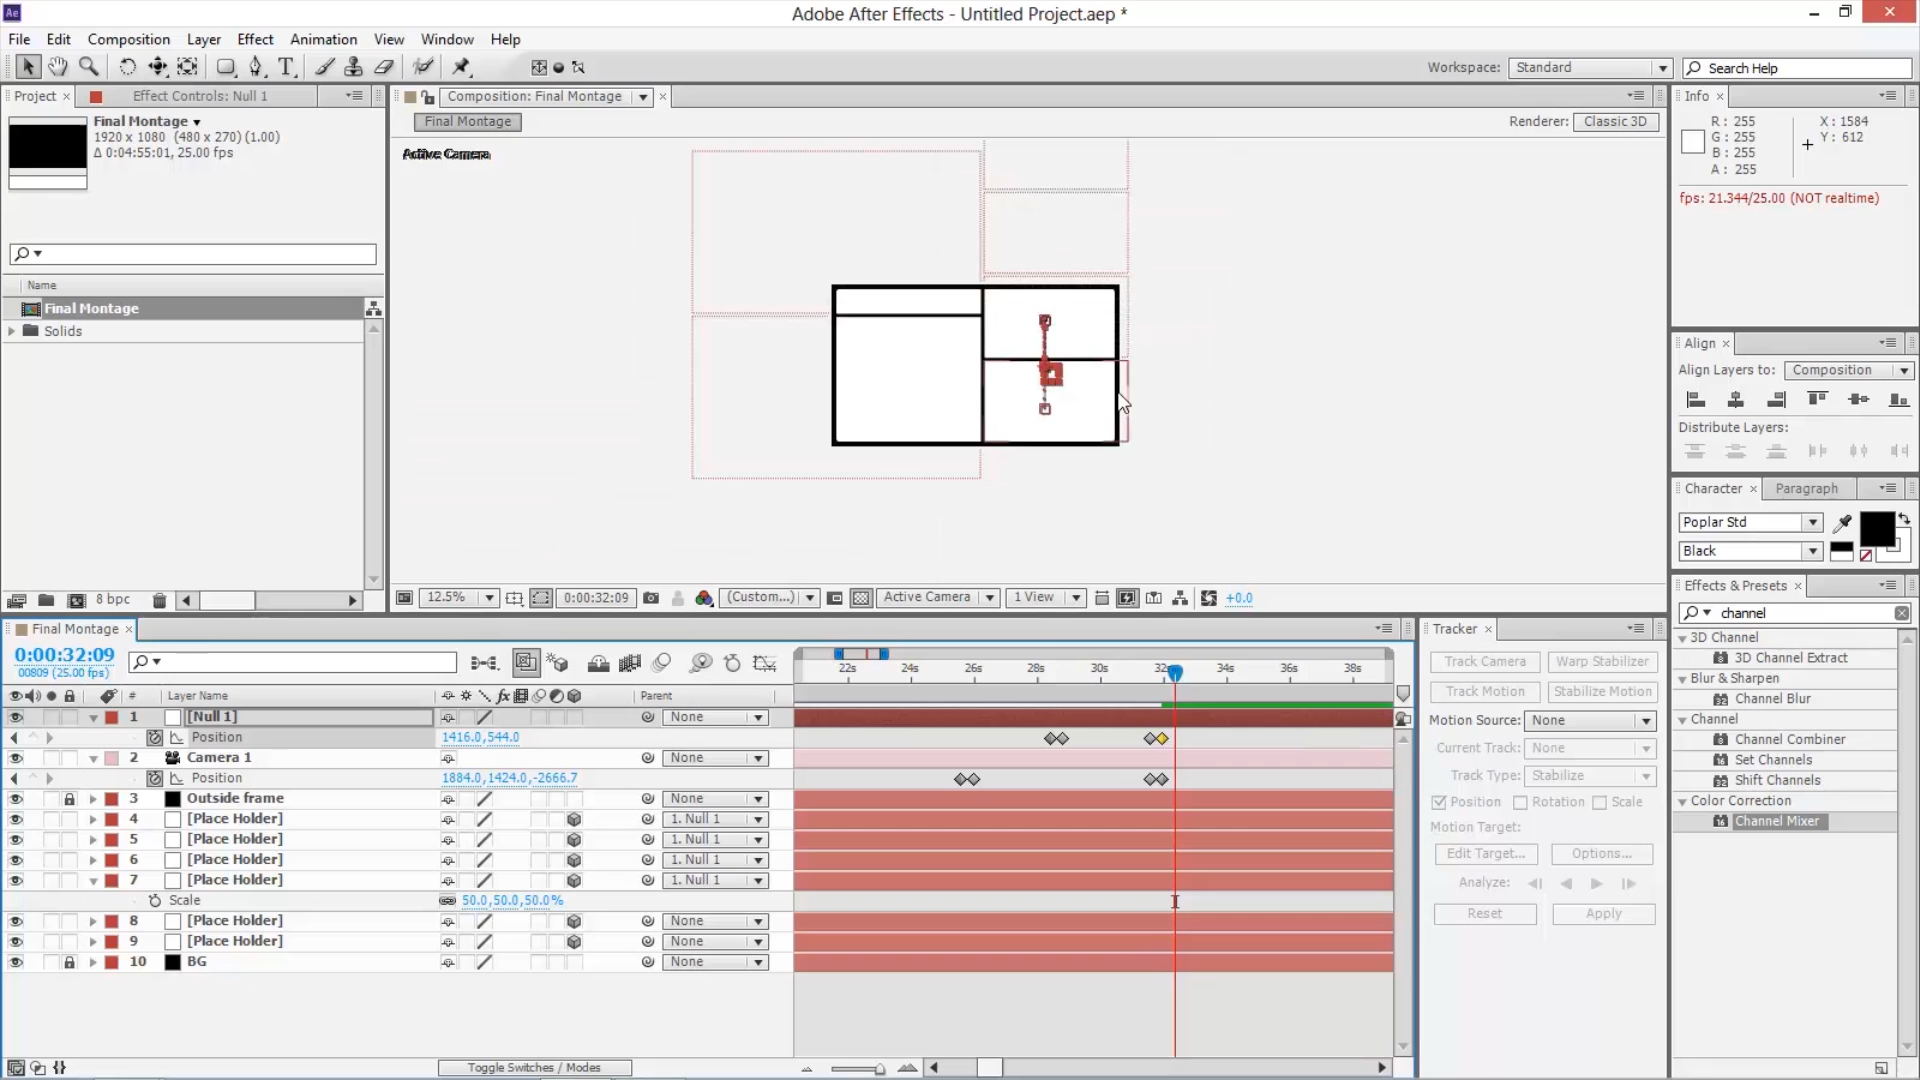 Ae
Adobe After Effects - Untitled Project.aep *
File Edit Composition Layer Effect Animation View Window Help
Workspace: Standard Search Help
Project × Effect Controls: Null 1
Final Montage
1920 x 1080 (480 x 270) (1.00)
Δ 0:04:55:01, 25.00 fps
Name
Final Montage
Solids
8 bpc
Composition: Final Montage ×
Final Montage
Renderer: Classic 3D
Active Camera
12.5% 0:00:32:09 (Custom...) Active Camera 1 View +0.0
Info ×
R : 255 X : 1584
G : 255 Y : 612
B : 255
A : 255
fps: 21.344/25.00 (NOT realtime)
Align ×
Align Layers to: Composition
Distribute Layers:
Character × Paragraph
Poplar Std
Black
Effects & Presets ×
channel
3D Channel
3D Channel Extract
Blur & Sharpen
Channel Blur
Channel
Channel Combiner
Set Channels
Shift Channels
Color Correction
Channel Mixer
Final Montage ×
0:00:32:09
00809 (25.00 fps)
22s 24s 26s 28s 30s 32s 34s 36s 38s
# Layer Name fx Parent
1 [Null 1] None
Position 1416.0,544.0
2 Camera 1 None
Position 1884.0,1424.0,-2666.7
3 Outside frame None
4 [Place Holder] 1. Null 1
5 [Place Holder] 1. Null 1
6 [Place Holder] 1. Null 1
7 [Place Holder] 1. Null 1
Scale 50.0,50.0,50.0%
8 [Place Holder] None
9 [Place Holder] None
10 BG None
Toggle Switches / Modes
Tracker ×
Track Camera Warp Stabilizer
Track Motion Stabilize Motion
Motion Source: None
Current Track: None
Track Type: Stabilize
Position Rotation Scale
Motion Target:
Edit Target... Options...
Analyze:
Reset Apply